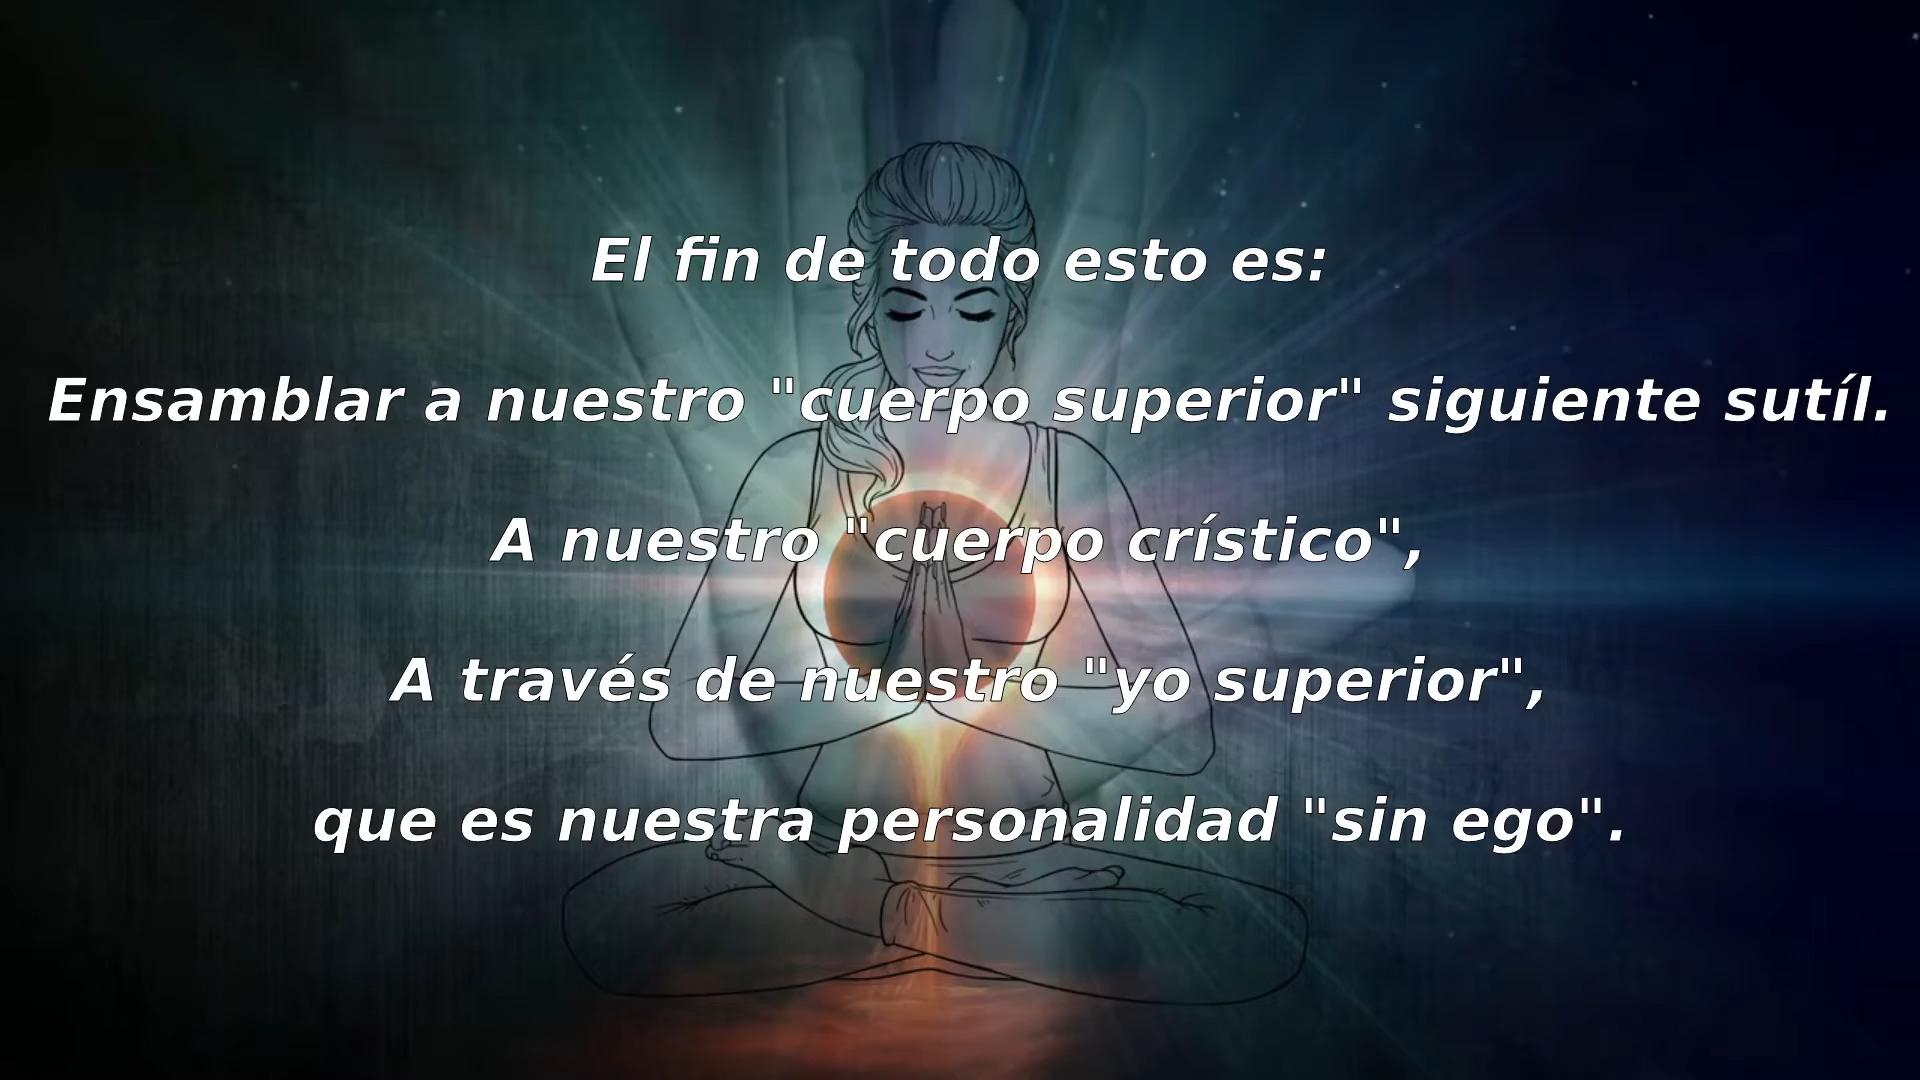 El fin de todo esto es:
Ensamblar a nuestro "cuerpo superior" siguiente sutíl.
A nuestro "cuerpo crístico",
A través de nuestro "yo superior",
que es nuestra personalidad "sin ego".